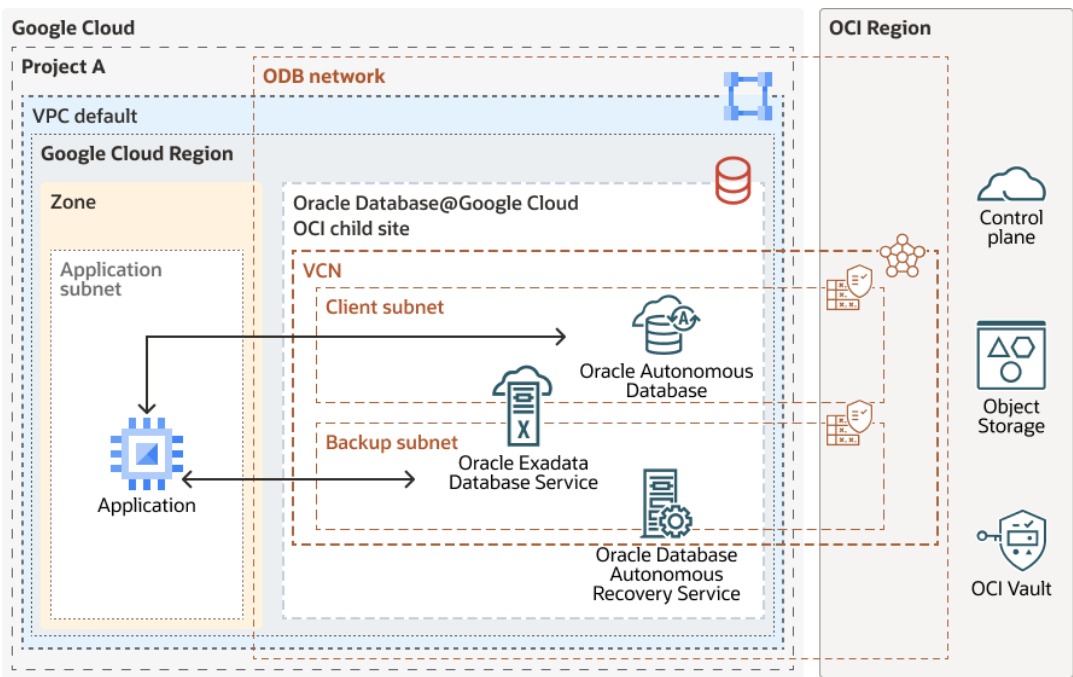 Google Cloud
OCI Region
Project A
ODB network
VPC default
Google Cloud Region
Zone
Oracle Database@Google Cloud
OCI child site
Control
plane
Application
subnet
VCN
Client subnet
A
Oracle Autonomous
Database
X
Object
Storage
Backup subnet
Oracle Exadata
Database Service
Application
Oracle Database
Autonomous
Recovery Service
OCI Vault